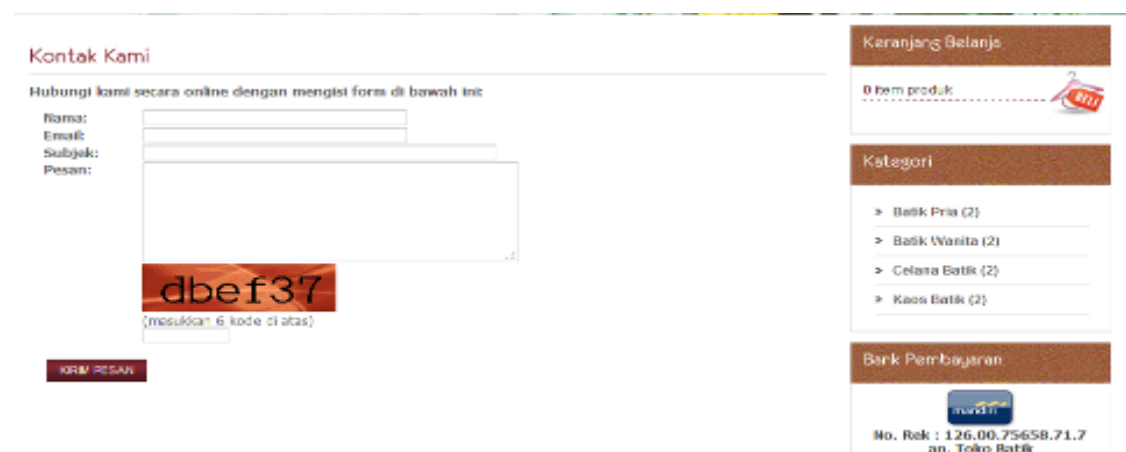 Kontak Kami
Hubungi kami secara online dengan mengisi form di bawah ini:
Nama:
Email:
Subjek:
Pesan:
dbef37
(masukkan 6 kode di atas)
KIRIM PESAN
Keranjang Belanja
0 item produk
BELI
Kategori
» Batik Pria (2)
» Batik Wanita (2)
» Celana Batik (2)
» Kaos Batik (2)
Bank Pembayaran
mandiri
No. Rek : 126.00.75658.71.7
an. Toko Batik